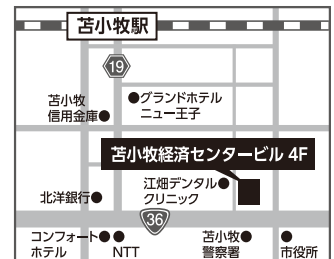 苫小牧駅
19
苫小牧
信用金庫●
●グランドホテル
ニュー王子
苫小牧経済センタービル 4F
江畑デンタル●
クリニック
北洋銀行●
36
コンフォート●
ホテル
●
NTT
苫小牧●
警察署
●
市役所